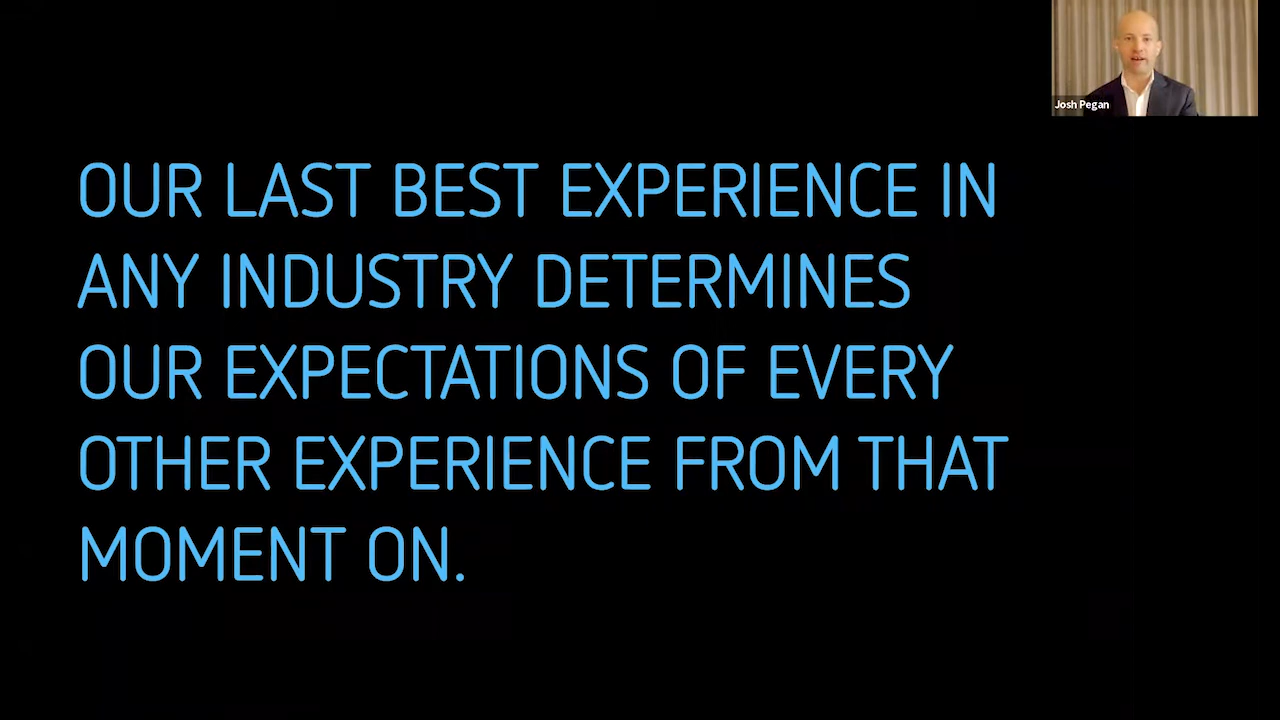 Josh Pegan
OUR LAST BEST EXPERIENCE IN
ANY INDUSTRY DETERMINES
OUR EXPECTATIONS OF EVERY
OTHER EXPERIENCE FROM THAT
MOMENT ON.